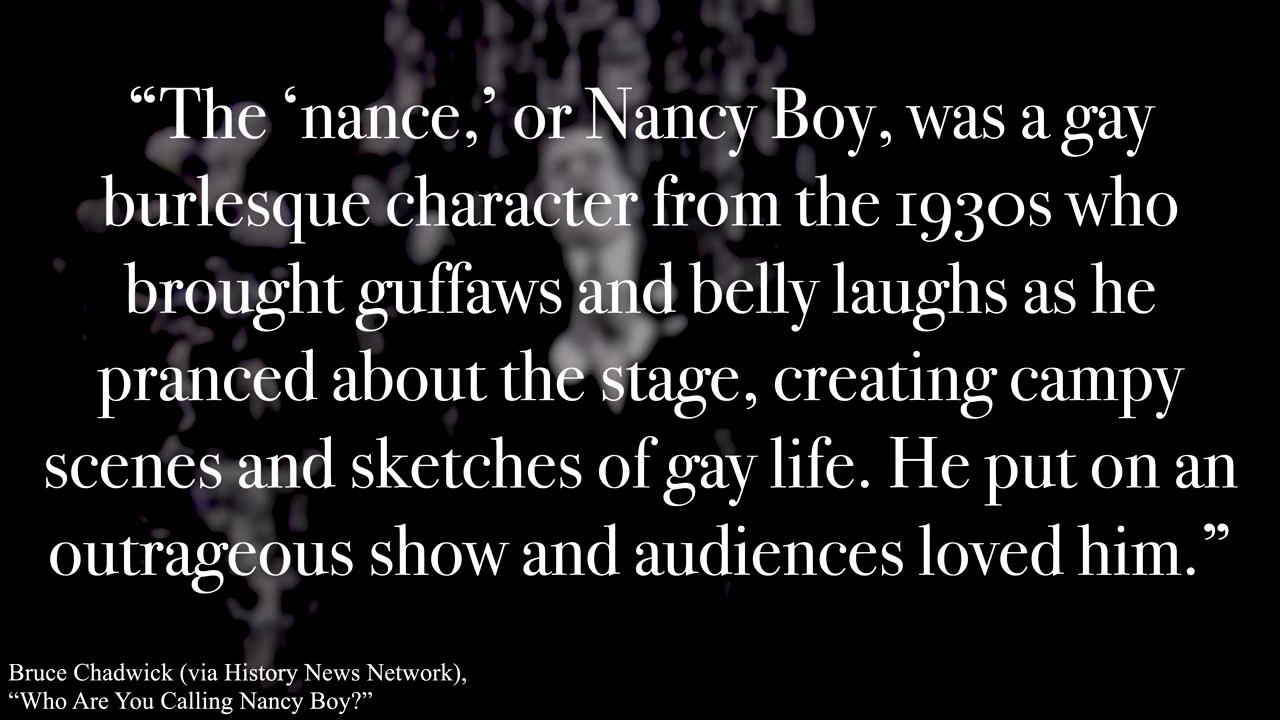 “The ‘nance,’ or Nancy Boy, was a gay
burlesque character from the 1930s who
brought guffaws and belly laughs as he
pranced about the stage, creating campy
scenes and sketches of gay life. He put on an
outrageous show and audiences loved him.”
Bruce Chadwick (via History News Network),
“Who Are You Calling Nancy Boy?”